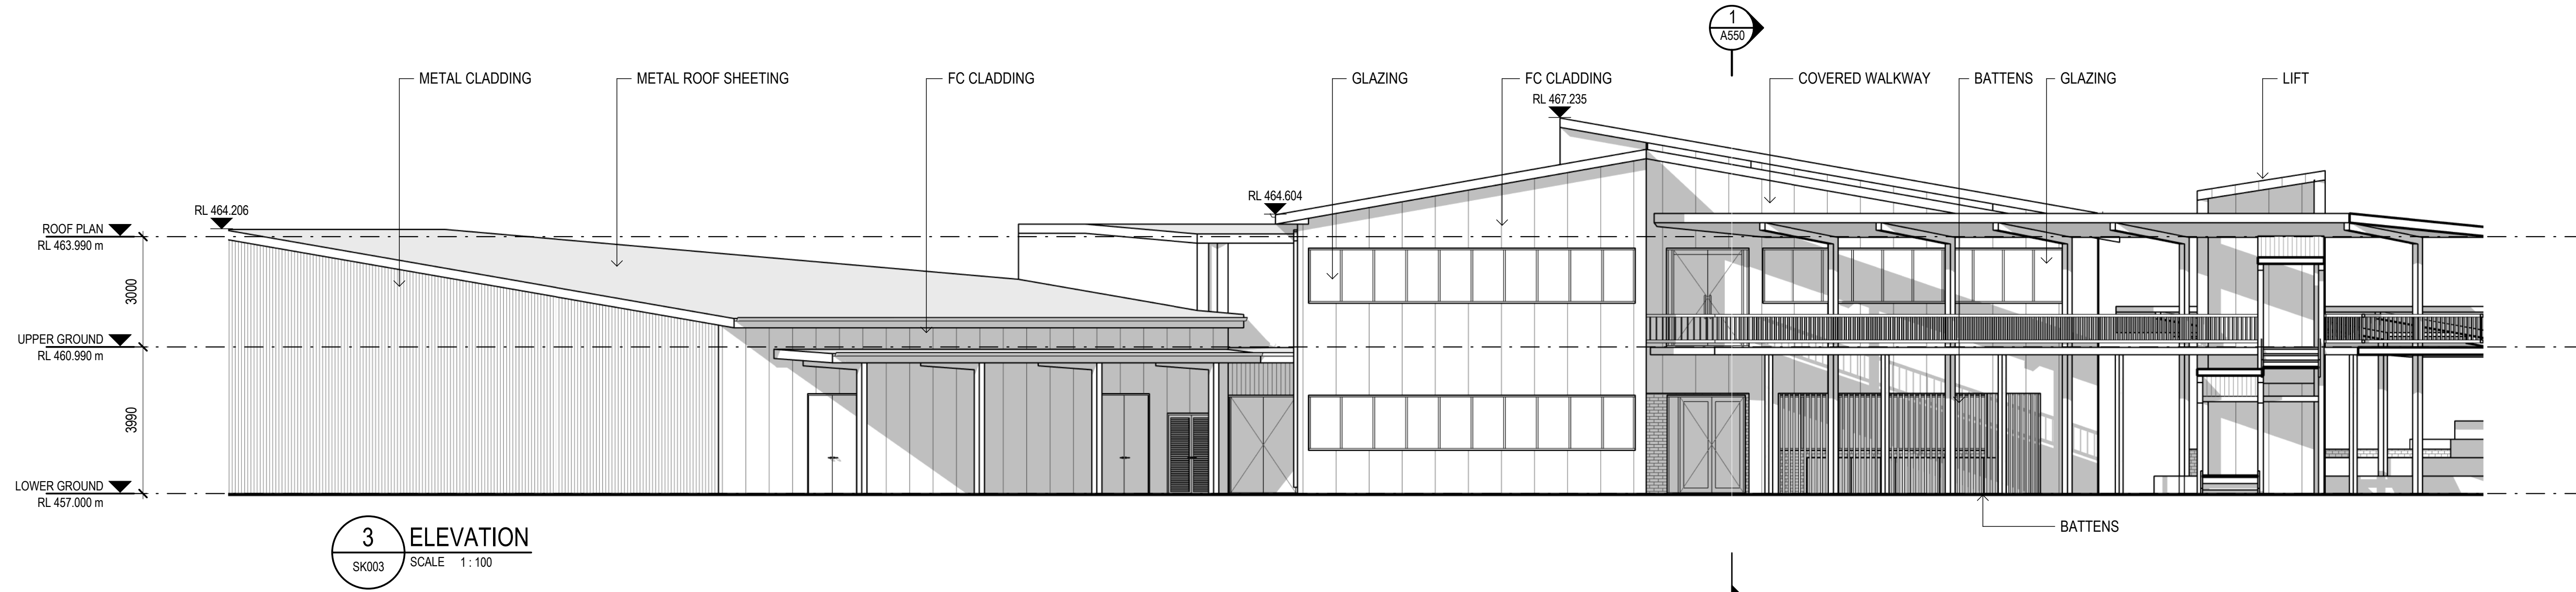 1
A550
METAL CLADDING
METAL ROOF SHEETING
FC CLADDING
GLAZING
FC CLADDING
COVERED WALKWAY
BATTENS
GLAZING
LIFT
RL 467.235
RL 464.604
RL 464.206
ROOF PLAN
RL 463.990 m
3000
UPPER GROUND
RL 460.990 m
3990
LOWER GROUND
RL 457.000 m
BATTENS
3
SK003
ELEVATION
SCALE 1 : 100